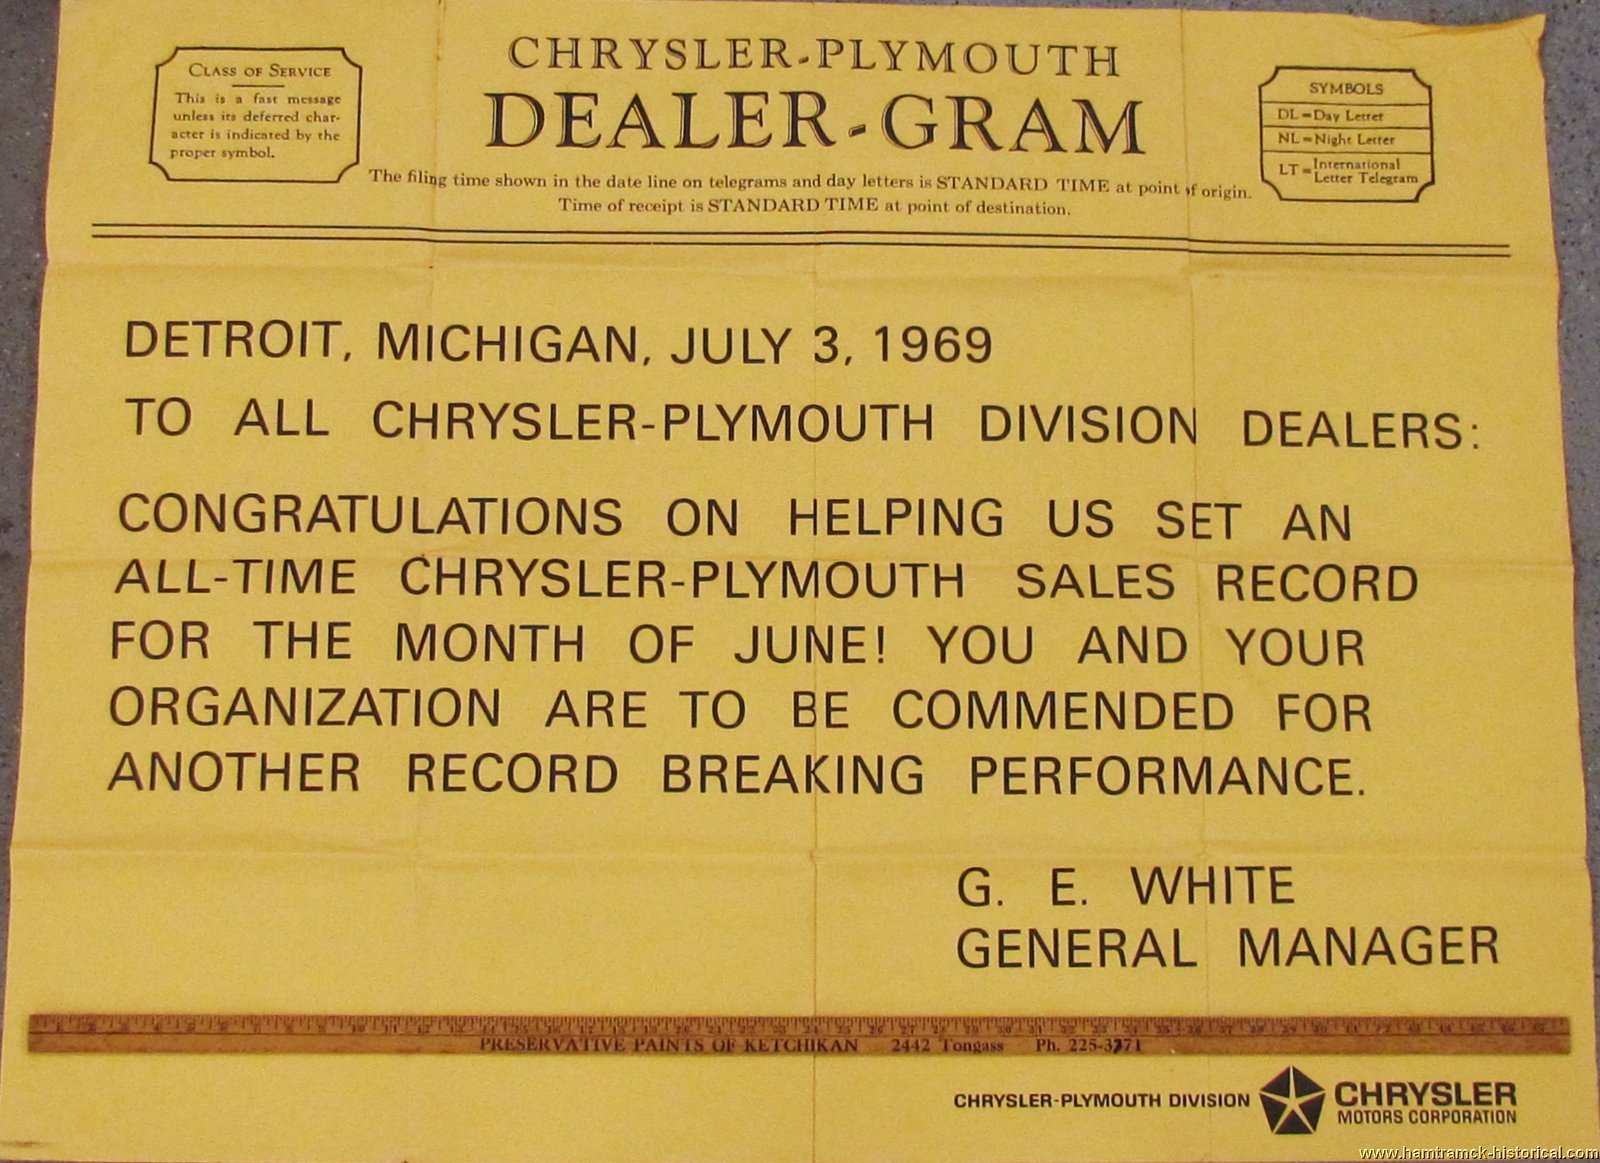 CLASS OF SERVICE
This is a fast message
unless its deferred char-
acter is indicated by the
proper symbol.
CHRYSLER-PLYMOUTH
DEALER-GRAM
SYMBOLS
DL=Day Letter
NL=Night Letter
LT=International
Letter Telegram
The filing time shown in the date line on telegrams and day letters is STANDARD TIME at point of origin.
Time of receipt is STANDARD TIME at point of destination.
DETROIT, MICHIGAN, JULY 3, 1969
TO ALL CHRYSLER-PLYMOUTH DIVISION DEALERS:
CONGRATULATIONS ON HELPING US SET AN
ALL-TIME CHRYSLER-PLYMOUTH SALES RECORD
FOR THE MONTH OF JUNE! YOU AND YOUR
ORGANIZATION ARE TO BE COMMENDED FOR
ANOTHER RECORD BREAKING PERFORMANCE.
G. E. WHITE
GENERAL MANAGER
PRESERVATIVE PAINTS OF KETCHIKAN 2442 Tongass Ph.
CHRYSLER-PLYMOUTH DIVISION
CHRYSLER
MOTORS CORPORATION
www.hamtramck-historical.com